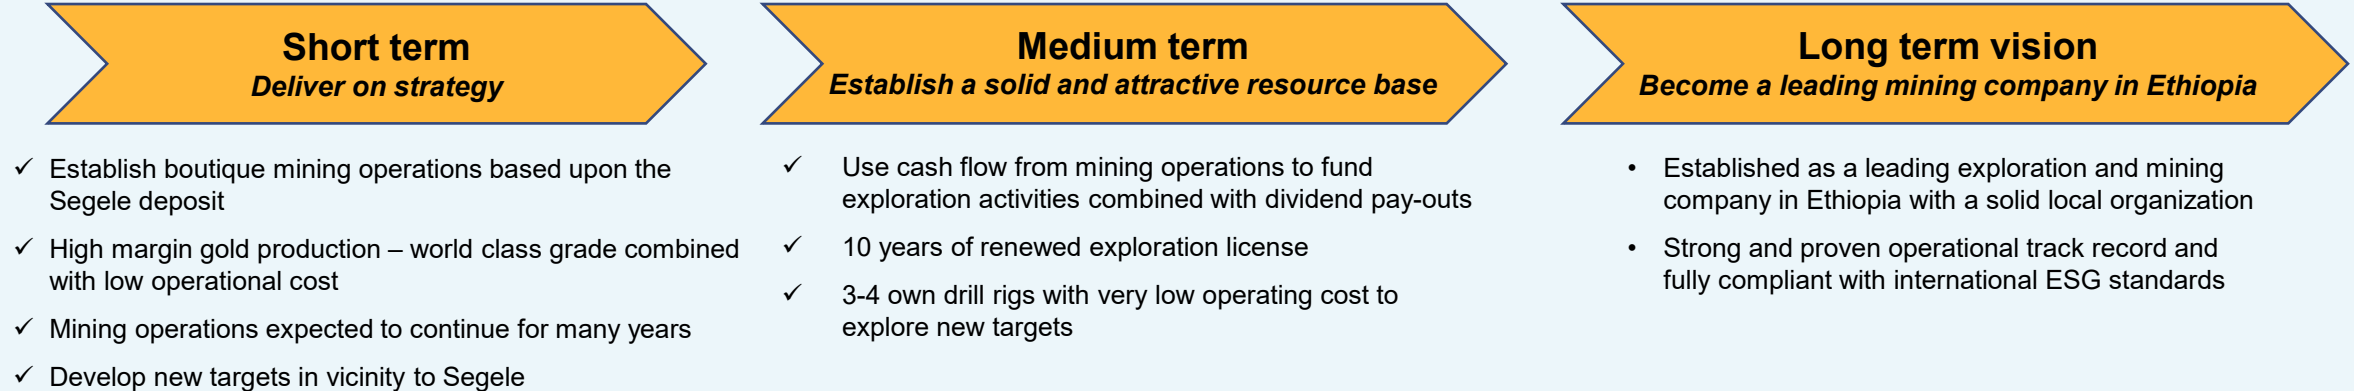 Short term
Deliver on strategy
✓ Establish boutique mining operations based upon the
Segele deposit
✓ High margin gold production – world class grade combined
with low operational cost
✓ Mining operations expected to continue for many years
✓ Develop new targets in vicinity to Segele
Medium term
Establish a solid and attractive resource base
✓ Use cash flow from mining operations to fund
exploration activities combined with dividend pay-outs
✓ 10 years of renewed exploration license
✓ 3-4 own drill rigs with very low operating cost to
explore new targets
Long term vision
Become a leading mining company in Ethiopia
• Established as a leading exploration and mining
company in Ethiopia with a solid local organization
• Strong and proven operational track record and
fully compliant with international ESG standards